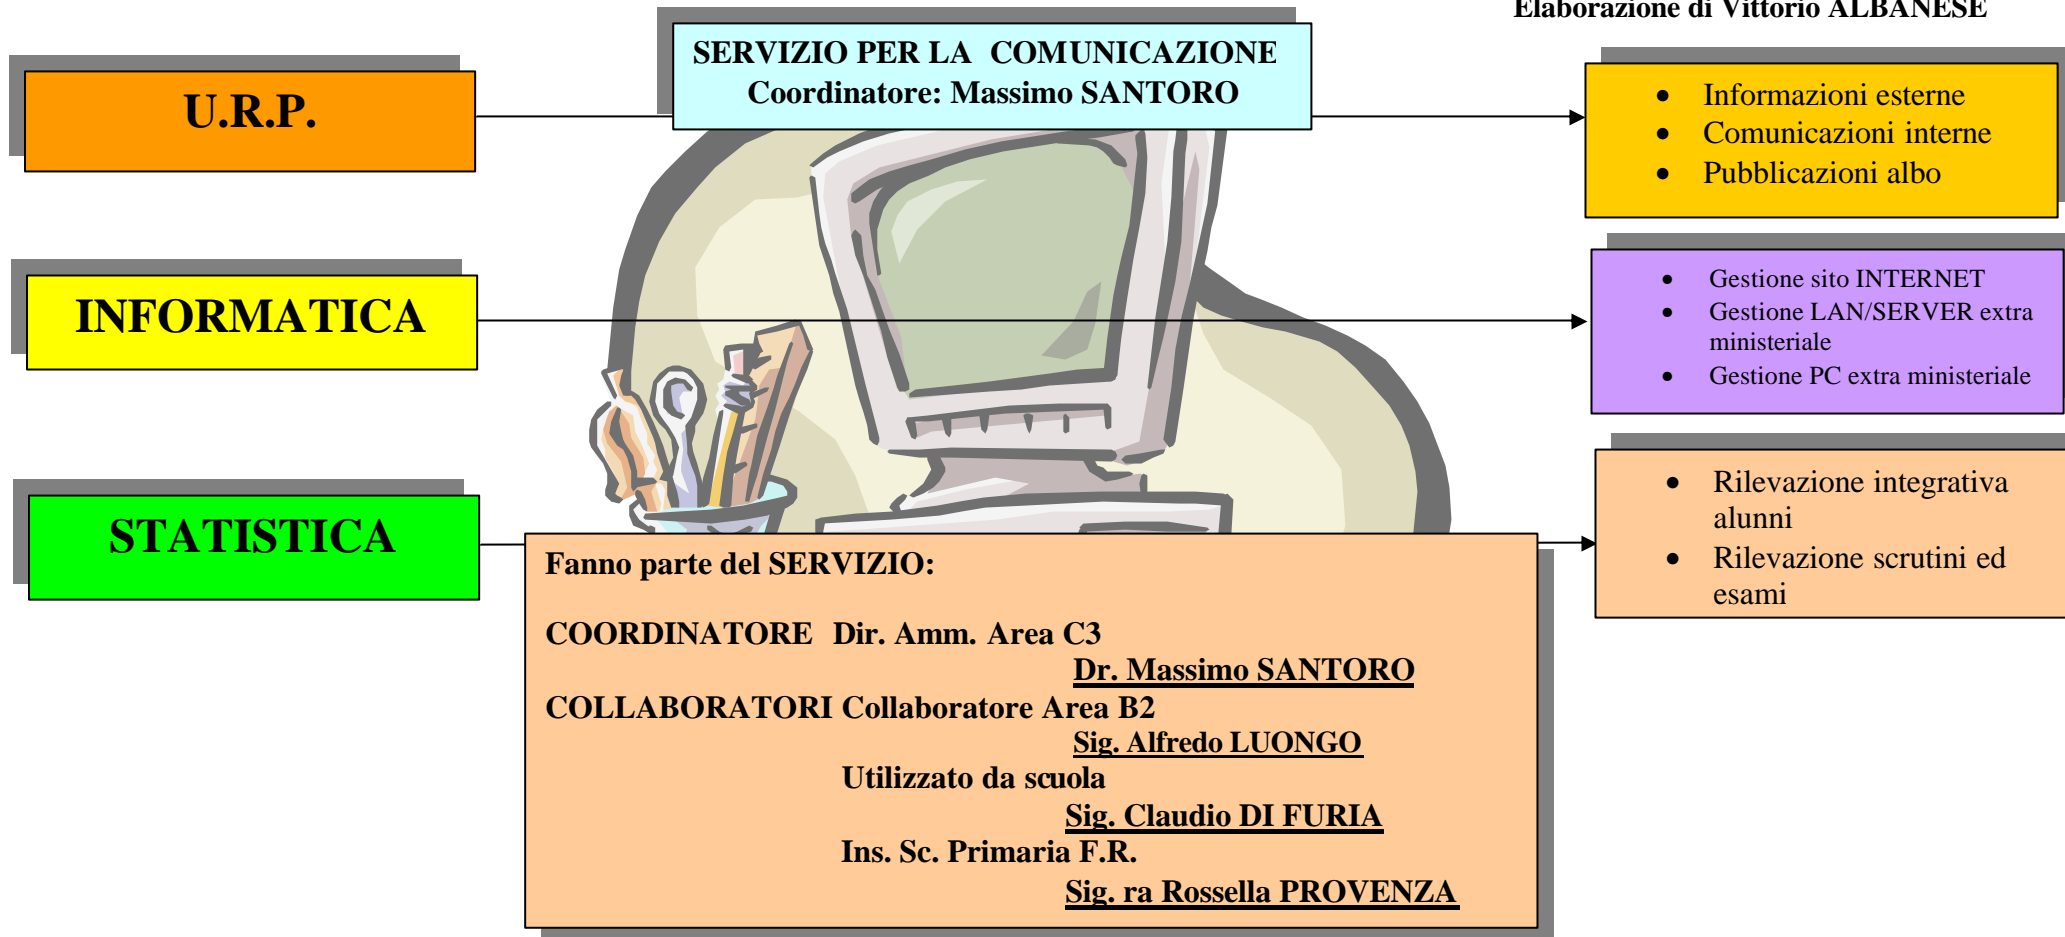 Elaborazione di Vittorio ALBANESE
SERVIZIO PER LA COMUNICAZIONE
Coordinatore: Massimo SANTORO
U.R.P.
• Informazioni esterne
• Comunicazioni interne
• Pubblicazioni albo
INFORMATICA
• Gestione sito INTERNET
• Gestione LAN/SERVER extra
ministeriale
• Gestione PC extra ministeriale
STATISTICA
• Rilevazione integrativa
alunni
• Rilevazione scrutini ed
esami
Fanno parte del SERVIZIO:
COORDINATORE Dir. Amm. Area C3
Dr. Massimo SANTORO
COLLABORATORI Collaboratore Area B2
Sig. Alfredo LUONGO
Utilizzato da scuola
Sig. Claudio DI FURIA
Ins. Sc. Primaria F.R.
Sig. ra Rossella PROVENZA